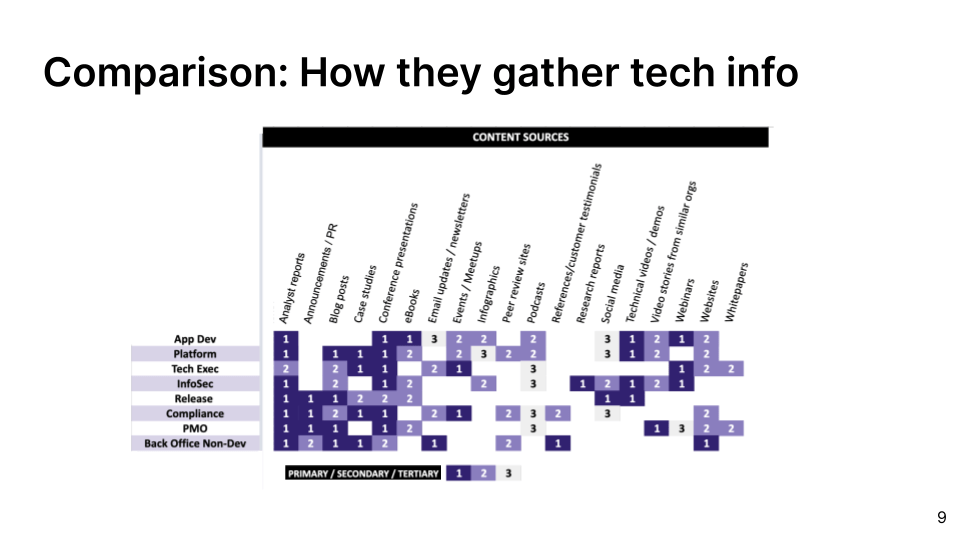 Comparison: How they gather tech info
CONTENT SOURCES
Analyst reports
Announcements / PR
Blog posts
Case studies
Conference presentations
eBooks
Email updates / newsletters
Events / Meetups
Infographics
Peer review sites
Podcasts
References/customer testimonials
Research reports
Social media
Technical videos / demos
Video stories from similar orgs
Webinars
Websites
Whitepapers
App Dev 1 1 1 3 2 2 2 3 1 2 1 2
Platform 1 1 1 1 2 2 3 2 2 3 1 2 2
Tech Exec 2 2 1 1 2 1 3 1 2 2
InfoSec 1 2 1 2 2 3 1 2 1 2 1
Release 1 1 1 2 2 2 1 1
Compliance 1 1 2 1 1 2 1 2 3 2 3 2
PMO 1 1 1 1 2 3 1 3 2 2
Back Office Non-Dev 1 2 1 1 2 1 2 1 1
PRIMARY / SECONDARY / TERTIARY 1 2 3
9